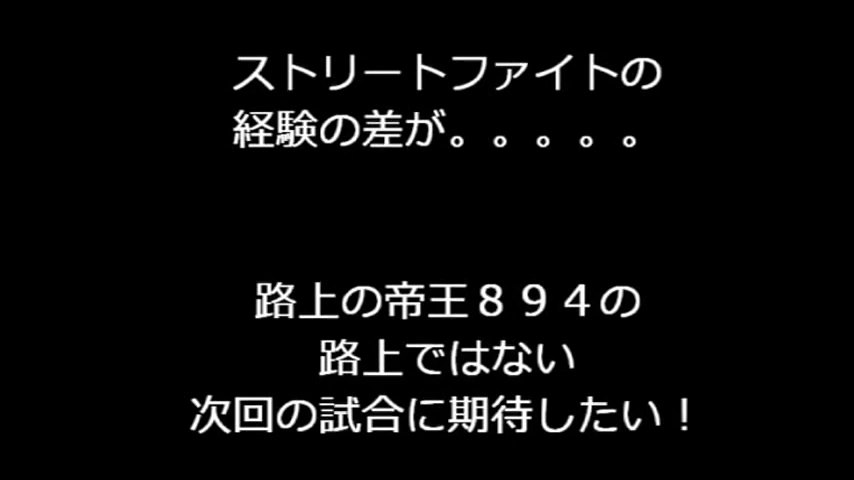 ストリートファイトの
経験の差が。。。。。
路上の帝王８９４の
路上ではない
次回の試合に期待したい！